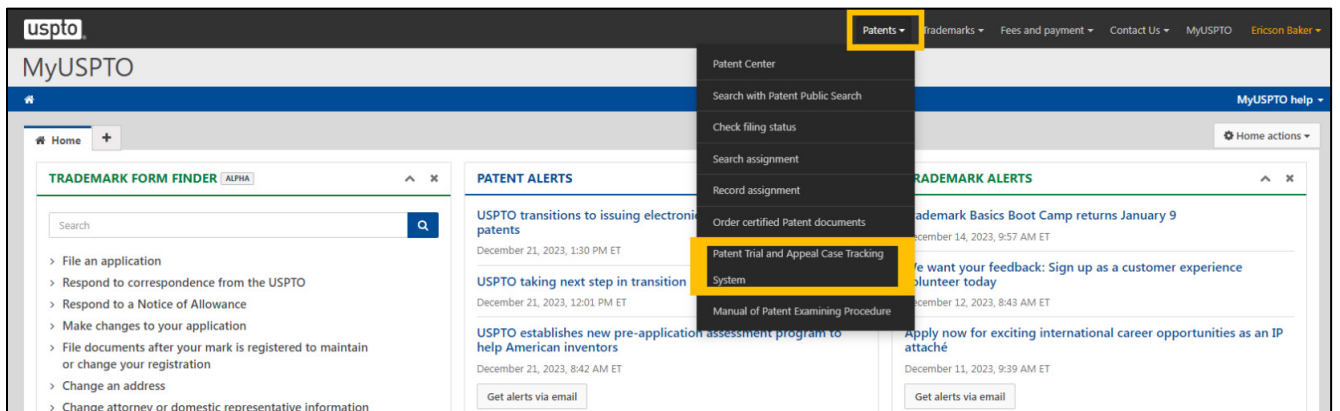 uspto
Patents Trademarks Fees and payment Contact Us MyUSPTO Ericson Baker
MyUSPTO
MyUSPTO help
Home + Home actions
Patent Center
Search with Patent Public Search
Check filing status
Search assignment
Record assignment
Order certified Patent documents
Patent Trial and Appeal Case Tracking
System
Manual of Patent Examining Procedure
TRADEMARK FORM FINDER ALPHA
Search
> File an application
> Respond to correspondence from the USPTO
> Respond to a Notice of Allowance
> Make changes to your application
> File documents after your mark is registered to maintain
or change your registration
> Change an address
> Change attorney or domestic representative information
PATENT ALERTS
USPTO transitions to issuing electronic
patents
December 21, 2023, 1:30 PM ET
USPTO taking next step in transition
December 21, 2023, 12:01 PM ET
USPTO establishes new pre-application assessment program to
help American inventors
December 21, 2023, 8:42 AM ET
Get alerts via email
RADEMARK ALERTS
rademark Basics Boot Camp returns January 9
ecember 14, 2023, 9:57 AM ET
e want your feedback: Sign up as a customer experience
olunteer today
ecember 12, 2023, 8:43 AM ET
Apply now for exciting international career opportunities as an IP
attaché
December 11, 2023, 9:39 AM ET
Get alerts via email